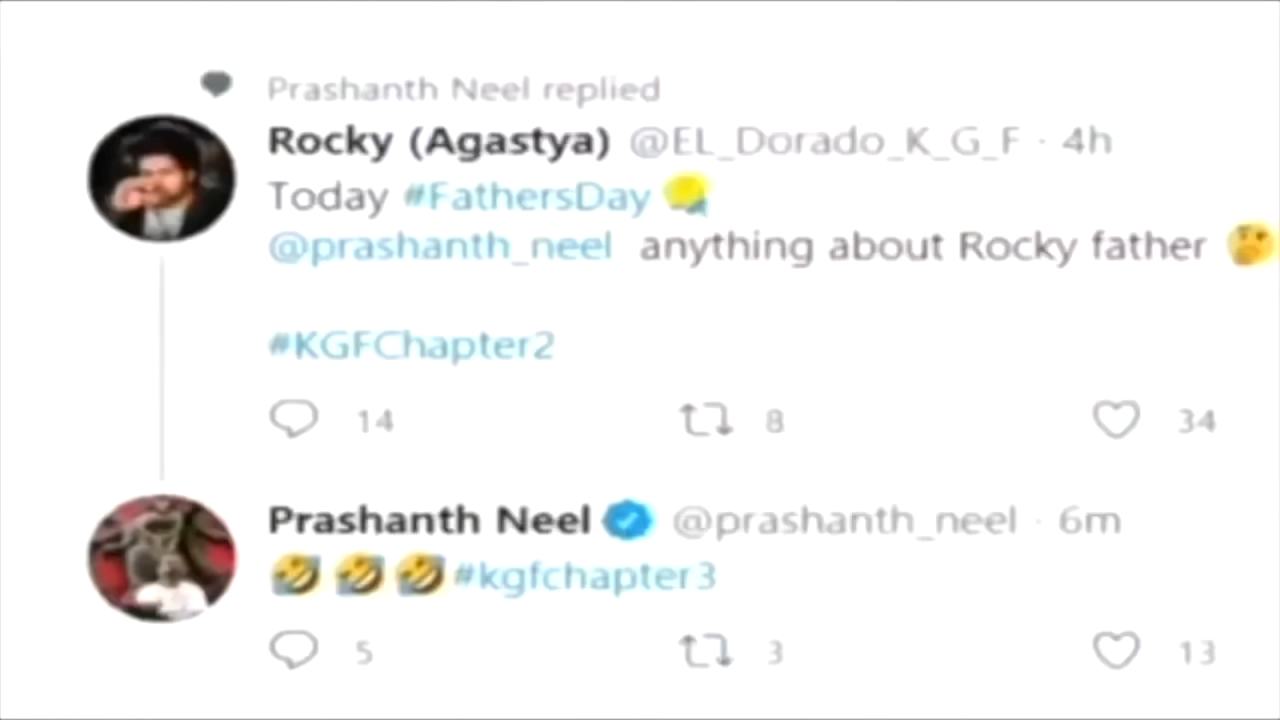 Prashanth Neel replied
Rocky (Agastya) @EL_Dorado_K_G_F · 4h
Today #FathersDay
@prashanth_neel anything about Rocky father 🤔
#KGFChapter2
14 8 34
Prashanth Neel @prashanth_neel · 6m
🤣🤣🤣#kgfchapter3
5 3 13